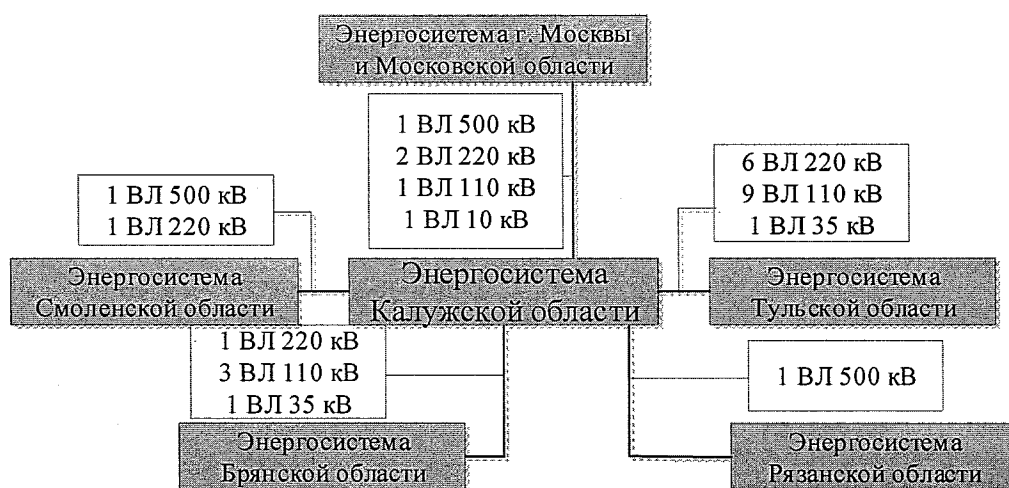 Энергосистема г. Москвы
и Московской области
1 ВЛ 500 кВ
2 ВЛ 220 кВ
1 ВЛ 110 кВ
1 ВЛ 10 кВ
6 ВЛ 220 кВ
9 ВЛ 110 кВ
1 ВЛ 35 кВ
1 ВЛ 500 кВ
1 ВЛ 220 кВ
Энергосистема
Смоленской области
Энергосистема
Калужской области
Энергосистема
Тульской области
1 ВЛ 220 кВ
3 ВЛ 110 кВ
1 ВЛ 35 кВ
1 ВЛ 500 кВ
Энергосистема
Брянской области
Энергосистема
Рязанской области